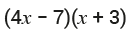 (4x − 7)(x + 3)